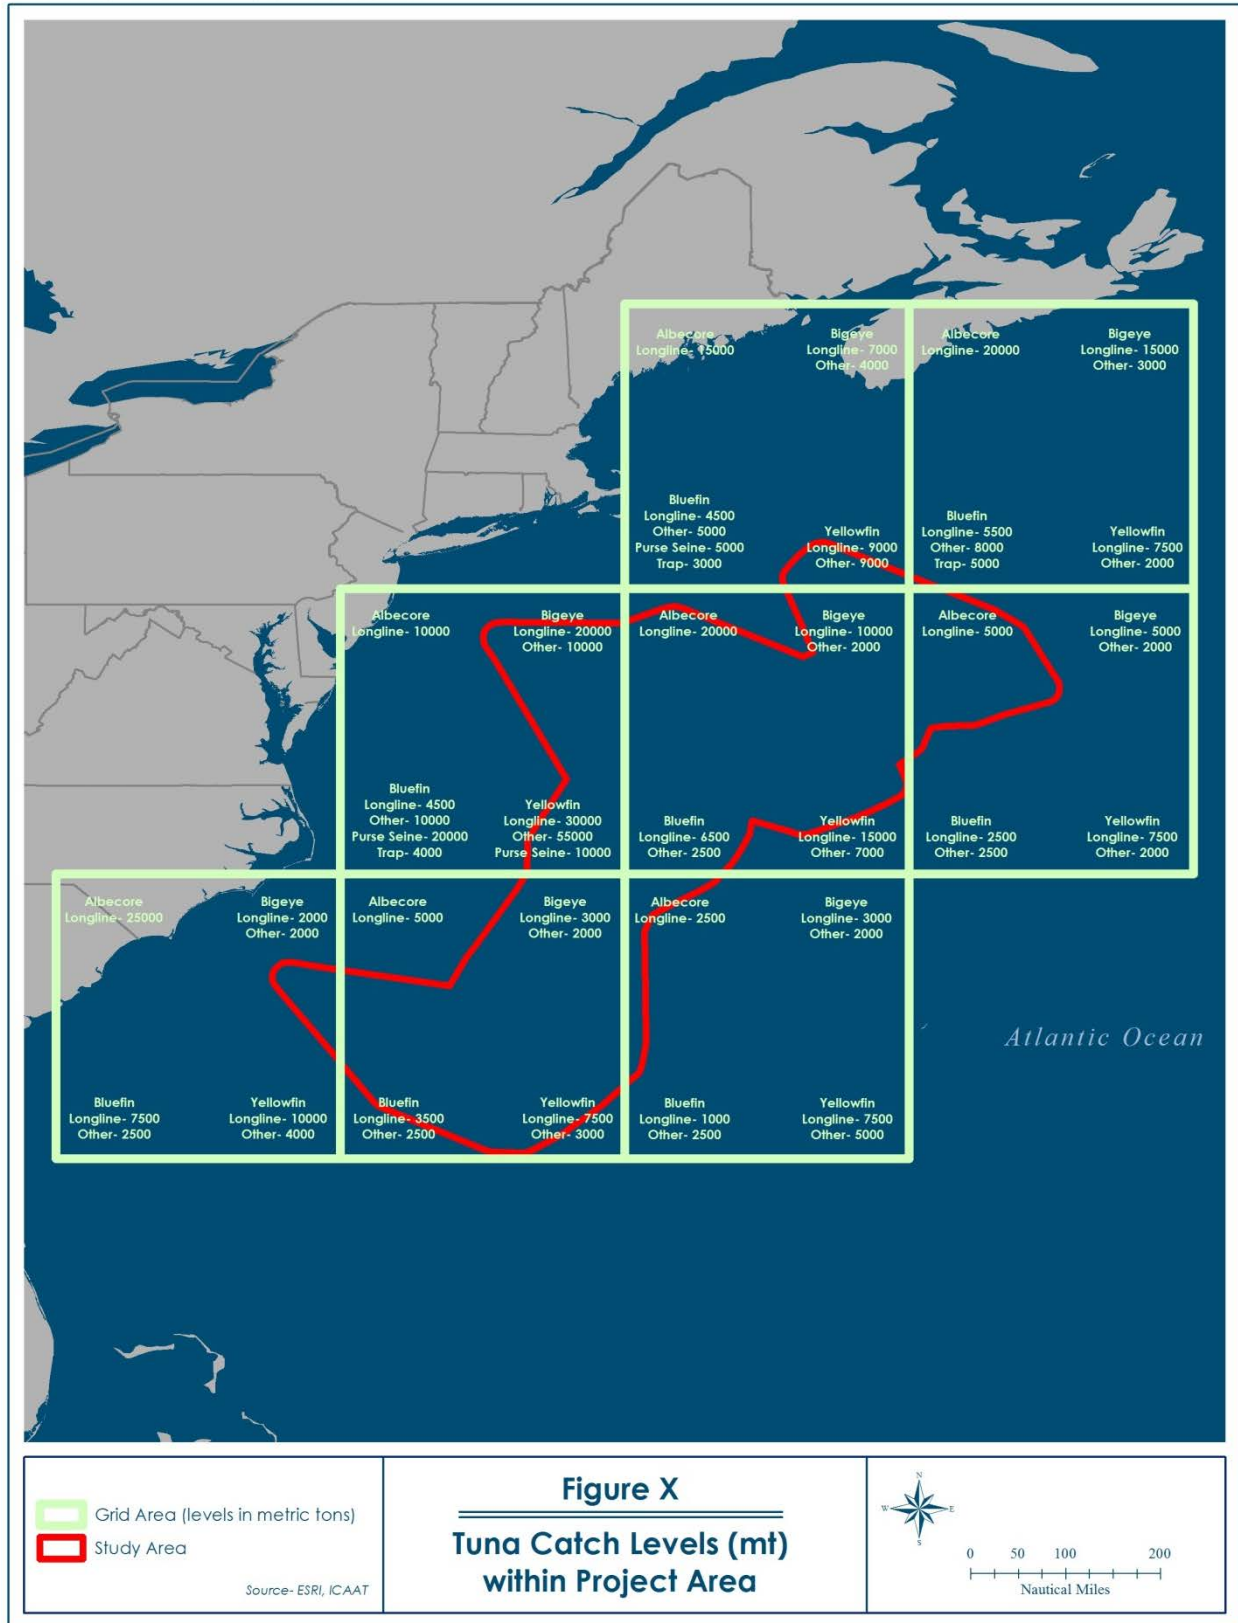 Albecore
Longline- 15000
Bigeye
Longline- 7000
Other- 4000
Albecore
Longline- 20000
Bigeye
Longline- 15000
Other- 3000
Bluefin
Longline- 4500
Other- 5000
Purse Seine- 5000
Trap- 3000
Yellowfin
Longline- 9000
Other- 9000
Bluefin
Longline- 5500
Other- 8000
Trap- 5000
Yellowfin
Longline- 7500
Other- 2000
Albecore
Longline- 10000
Bigeye
Longline- 20000
Other- 10000
Albecore
Longline- 20000
Bigeye
Longline- 10000
Other- 2000
Albecore
Longline- 5000
Bigeye
Longline- 5000
Other- 2000
Bluefin
Longline- 4500
Other- 10000
Purse Seine- 20000
Trap- 4000
Yellowfin
Longline- 30000
Other- 55000
Purse Seine- 10000
Bluefin
Longline- 6500
Other- 2500
Yellowfin
Longline- 15000
Other- 7000
Bluefin
Longline- 2500
Other- 2500
Yellowfin
Longline- 7500
Other- 2000
Albecore
Longline- 25000
Bigeye
Longline- 2000
Other- 2000
Albecore
Longline- 5000
Bigeye
Longline- 3000
Other- 2000
Albecore
Longline- 2500
Bigeye
Longline- 3000
Other- 2000
Atlantic Ocean
Bluefin
Longline- 7500
Other- 2500
Yellowfin
Longline- 10000
Other- 4000
Bluefin
Longline- 3500
Other- 2500
Yellowfin
Longline- 7500
Other- 3000
Bluefin
Longline- 1000
Other- 2500
Yellowfin
Longline- 7500
Other- 5000
Grid Area (levels in metric tons)
Study Area
Source- ESRI, ICAAT
Figure X
Tuna Catch Levels (mt)
within Project Area
N
W E
S
0 50 100 200
Nautical Miles